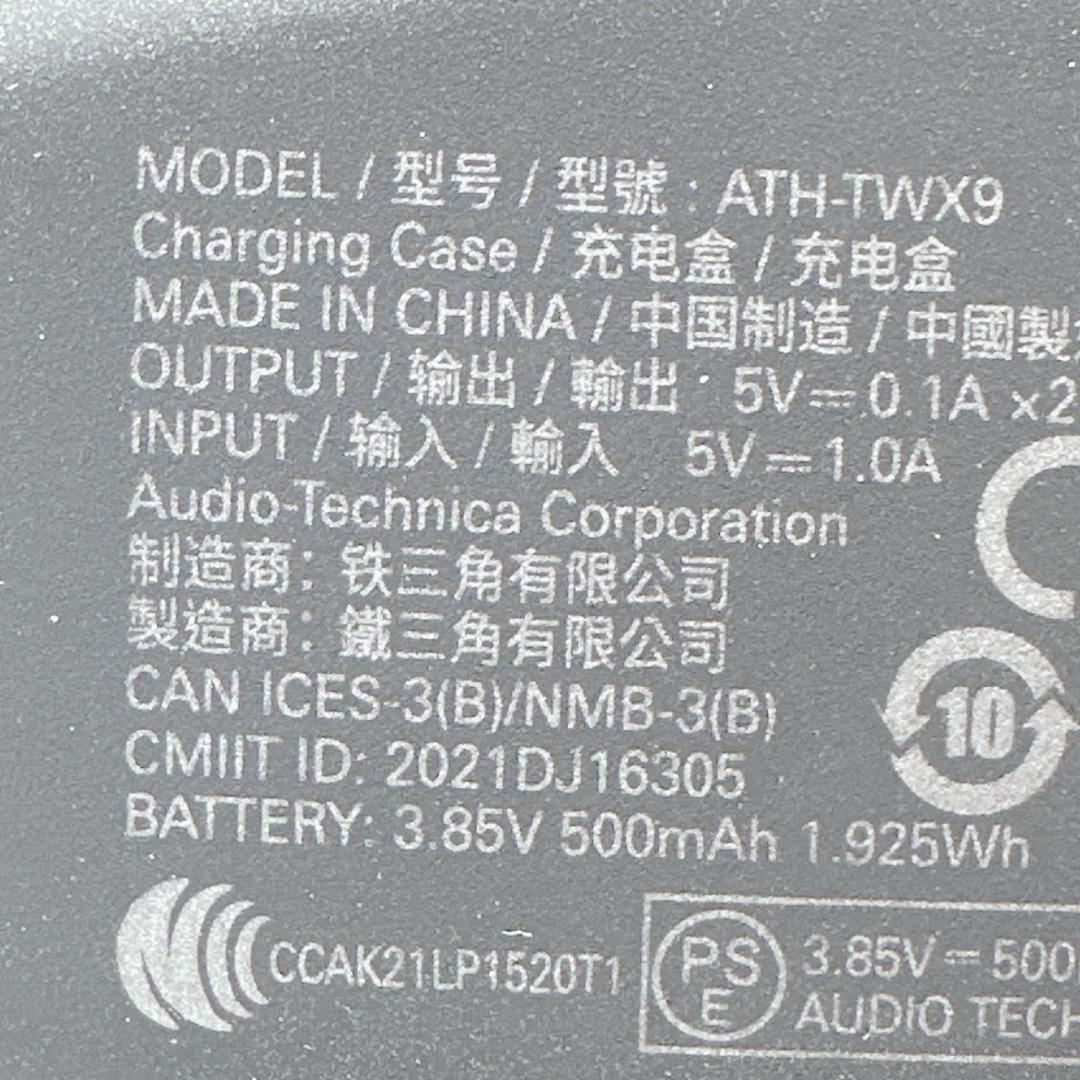 MODEL / 型号 / 型號 : ATH-TWX9
Charging Case / 充电盒 / 充电盒
MADE IN CHINA / 中国制造 / 中國製
OUTPUT / 输出 / 輸出 : 5V⎓0.1A ×2
INPUT / 输入 / 輸入 5V⎓1.0A
Audio-Technica Corporation
制造商：铁三角有限公司
製造商：鐵三角有限公司
CAN ICES-3(B)/NMB-3(B)
10
CMIIT ID: 2021DJ16305
BATTERY: 3.85V 500mAh 1.925Wh
CCAK21LP1520T1
PS
E
3.85V⎓500
AUDIO TECH